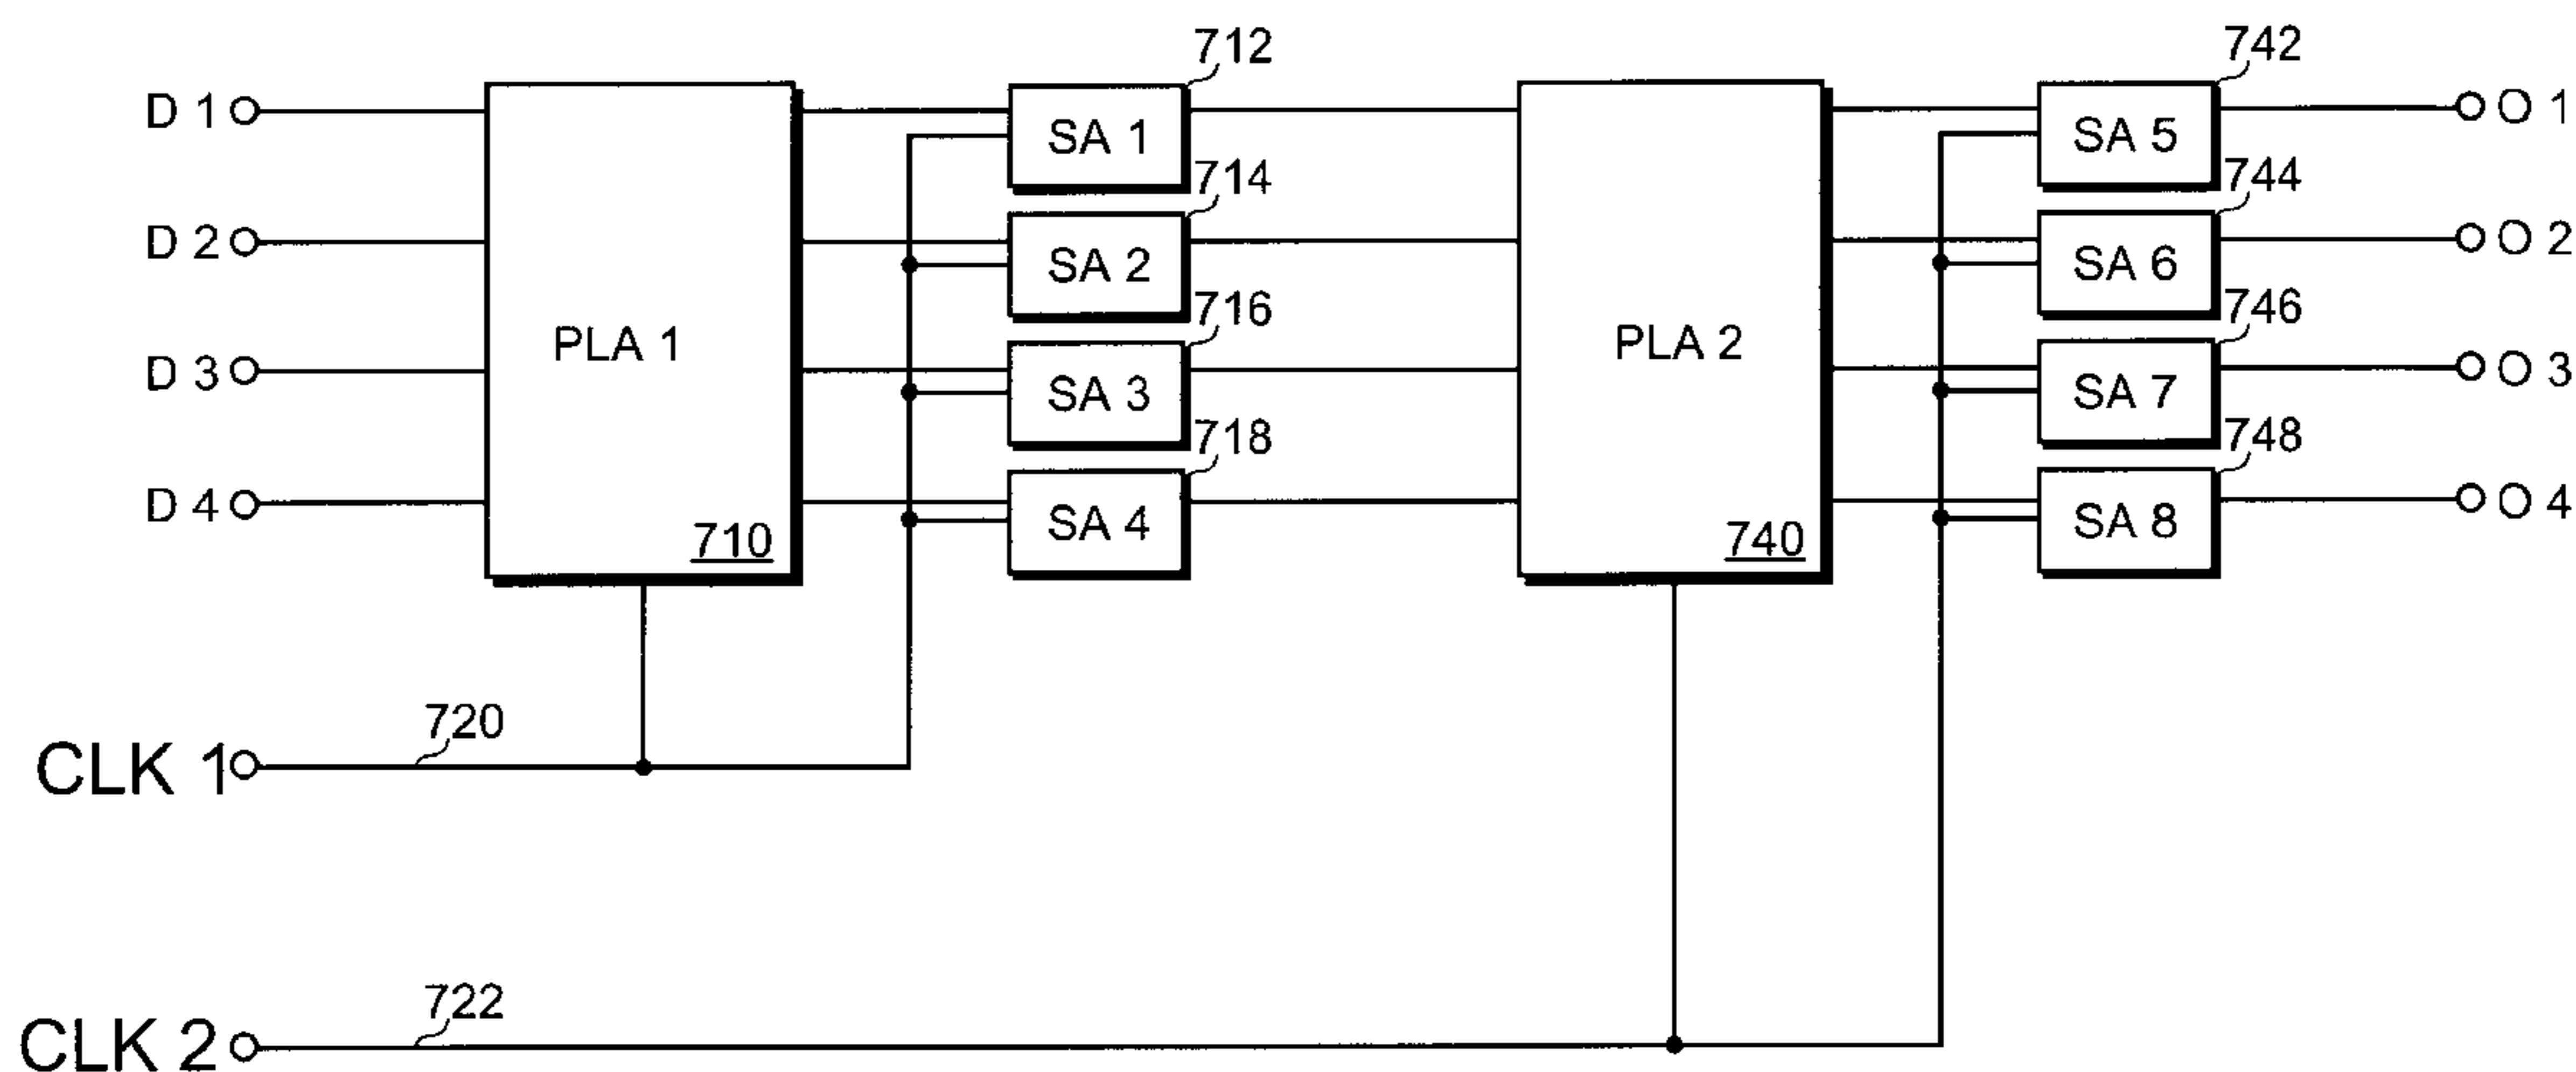 712
742
D 1
SA 1
SA 5
O 1
714
744
D 2
SA 2
SA 6
O 2
716
746
PLA 1
PLA 2
D 3
SA 3
SA 7
O 3
718
748
D 4
SA 4
SA 8
O 4
710
740
720
CLK 1
722
CLK 2